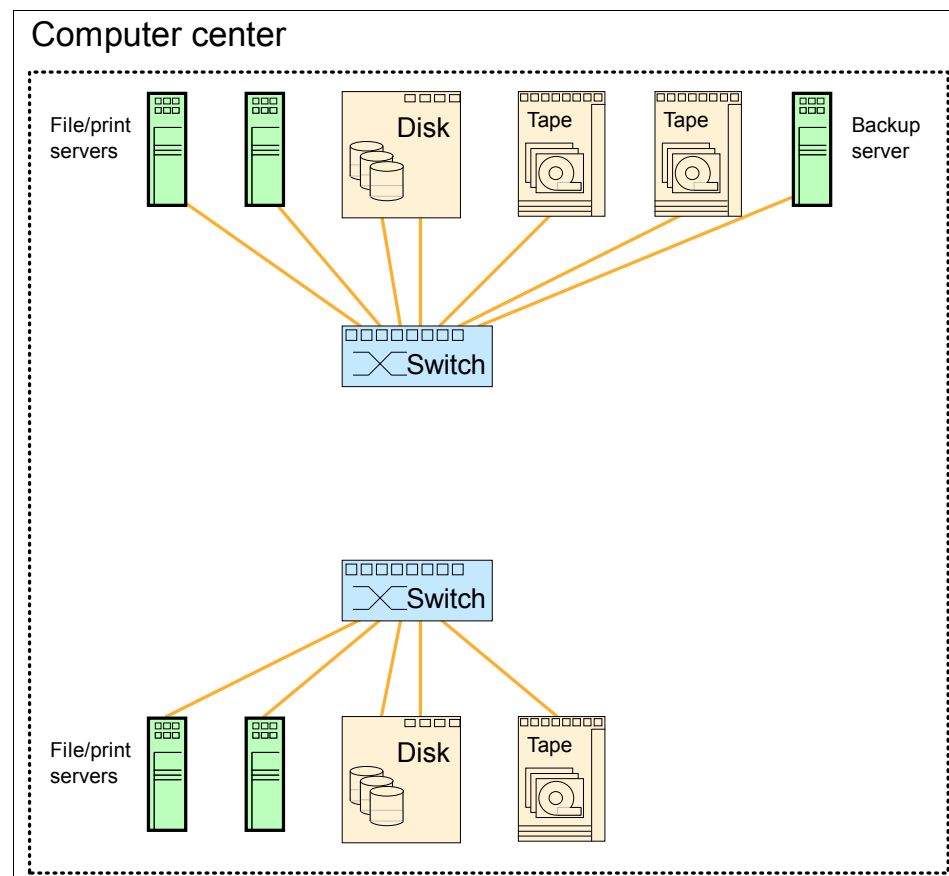 Computer center
File/print
servers
Disk
Tape
Tape
Backup
server
Switch
Switch
File/print
servers
Disk
Tape